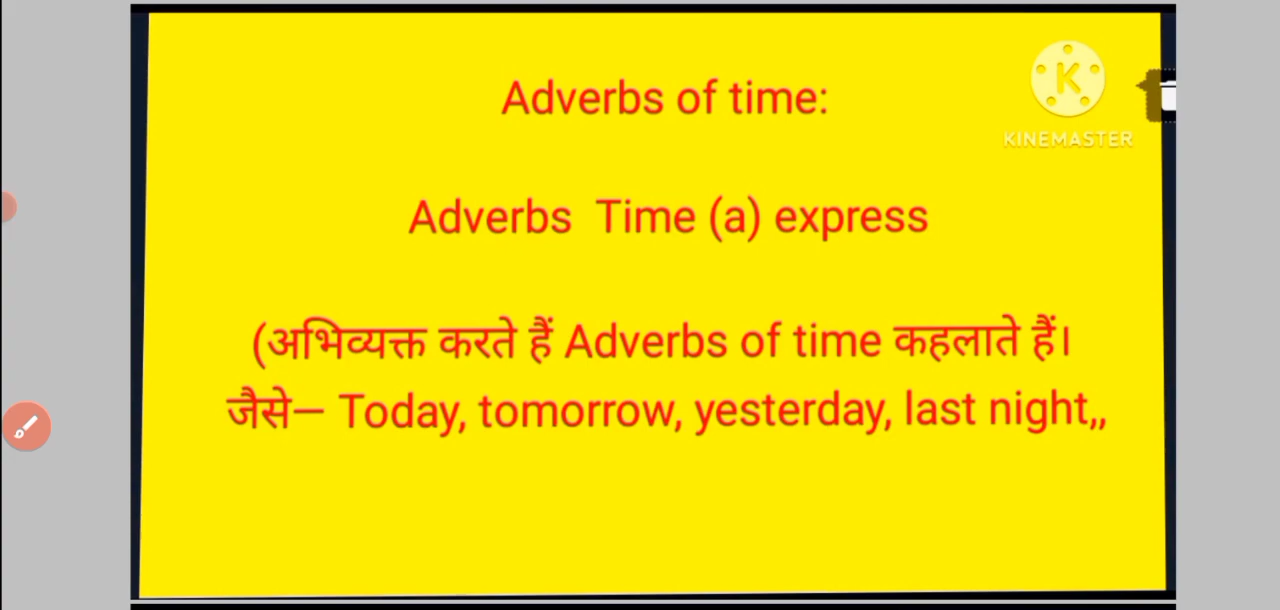 Adverbs of time:
KINEMASTER
Adverbs Time (a) express
(अभिव्यक्त करते हैं Adverbs of time कहलाते हैं।
जैसे— Today, tomorrow, yesterday, last night,,